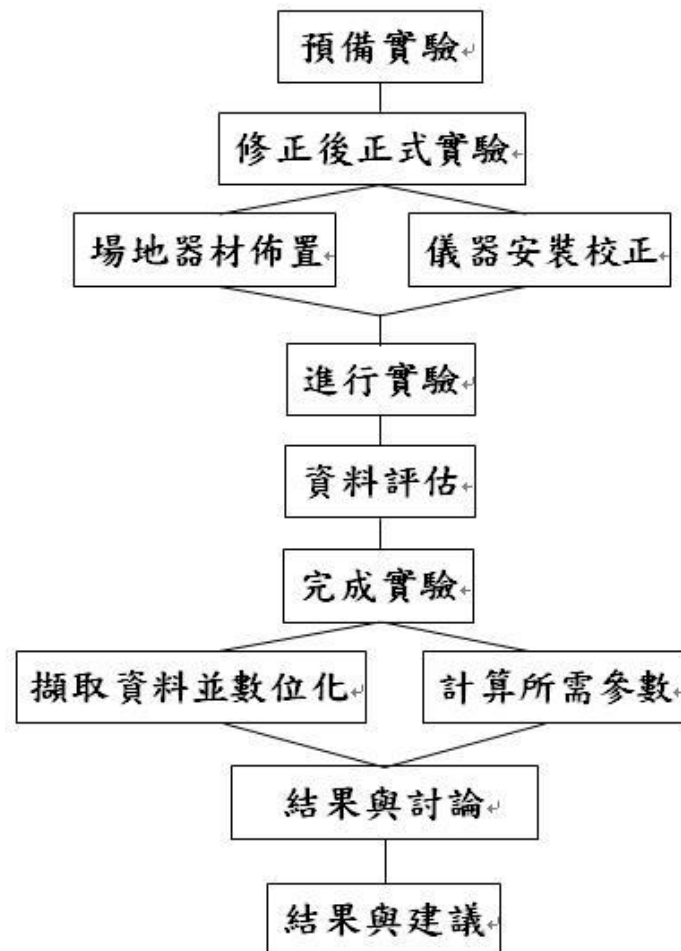 預備實驗
修正後正式實驗
場地器材佈置
儀器安裝校正
進行實驗
資料評估
完成實驗
擷取資料並數位化
計算所需參數
結果與討論
結果與建議